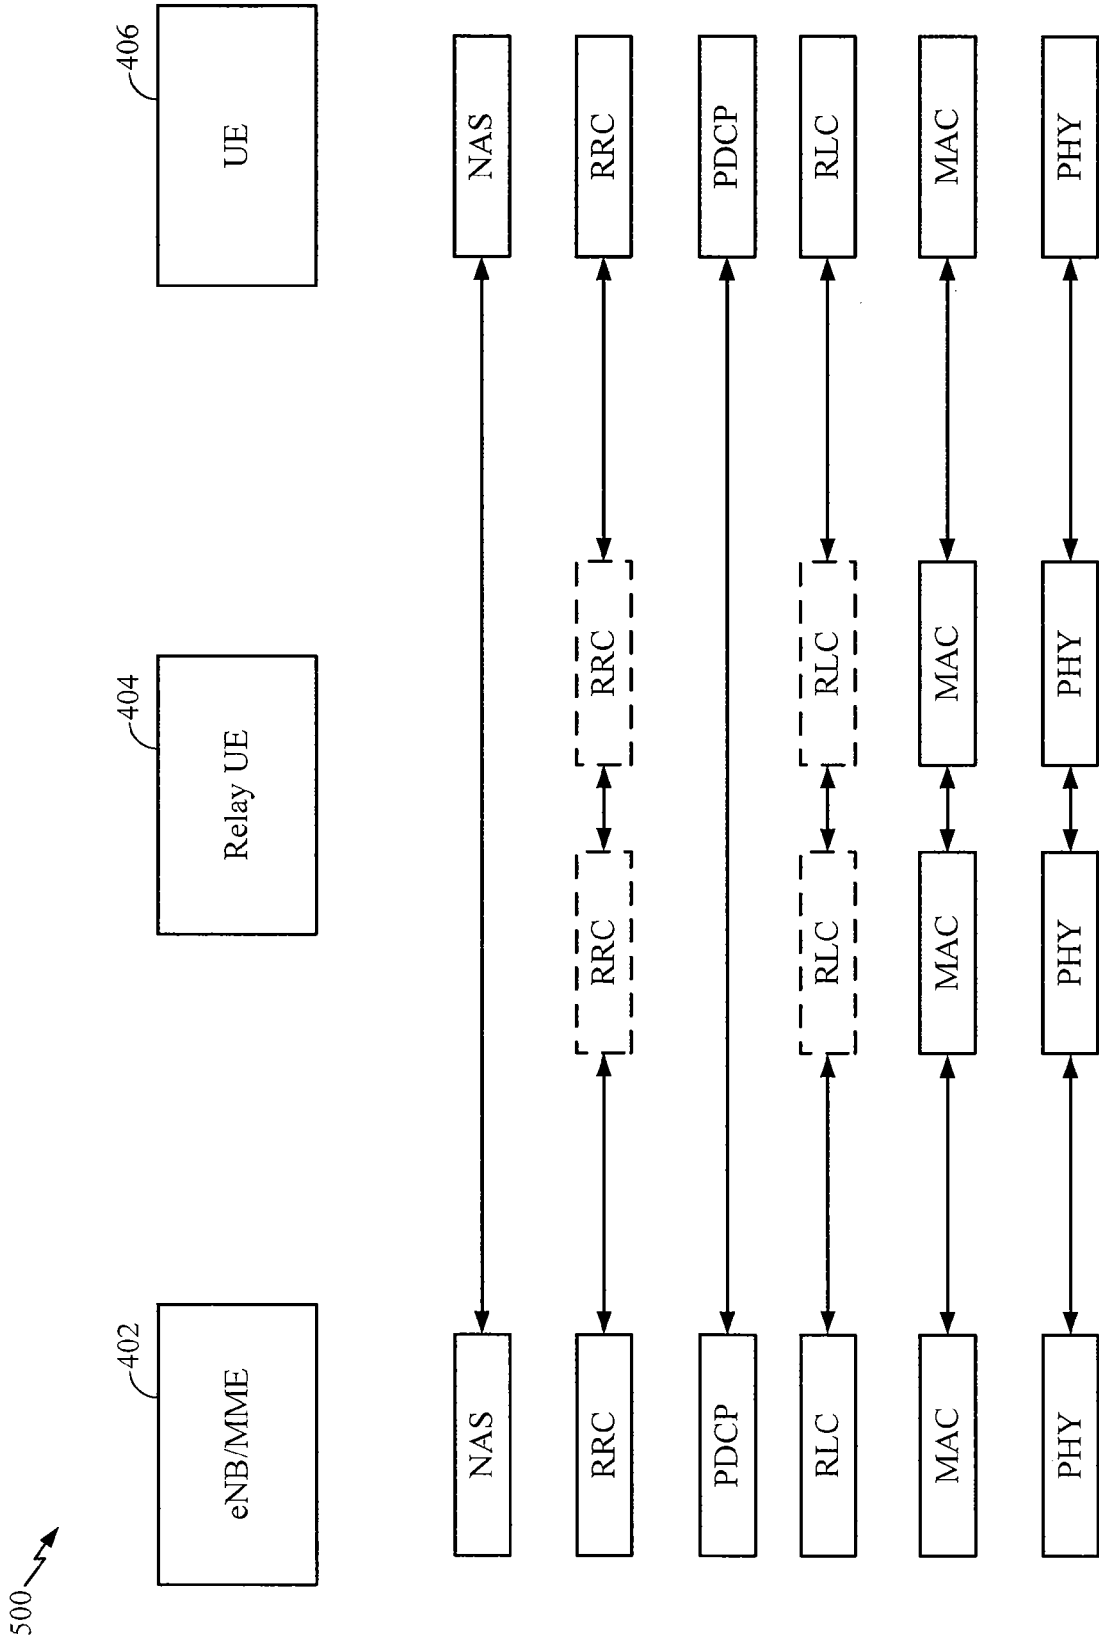 500
402
404
406
eNB/MME
Relay UE
UE
NAS
NAS
RRC
RRC
RRC
RRC
PDCP
PDCP
RLC
RLC
RLC
RLC
MAC
MAC
MAC
MAC
PHY
PHY
PHY
PHY